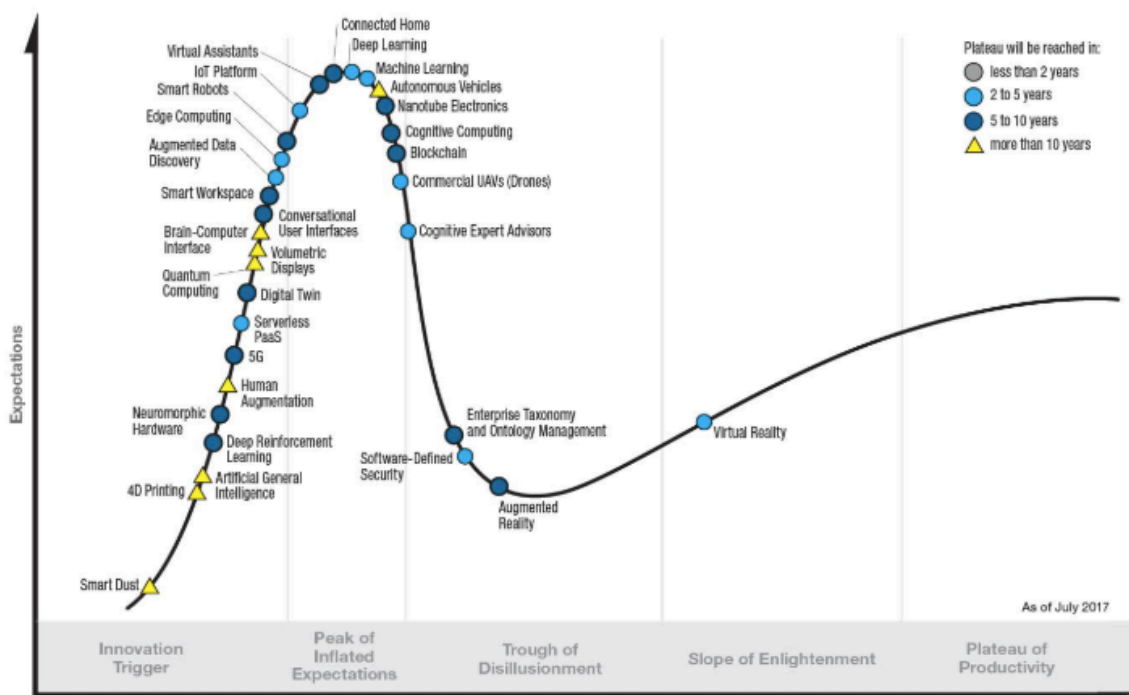 Connected Home
Deep Learning
Virtual Assistants
IoT Platform
Machine Learning
Smart Robots
Autonomous Vehicles
Nanotube Electronics
Edge Computing
Cognitive Computing
Augmented Data
Discovery
Blockchain
Commercial UAVs (Drones)
Smart Workspace
Conversational
User Interfaces
Cognitive Expert Advisors
Brain-Computer
Interface
Volumetric
Displays
Quantum
Computing
Digital Twin
Serverless
PaaS
5G
Human
Augmentation
Neuromorphic
Hardware
Deep Reinforcement
Learning
Artificial General
Intelligence
4D Printing
Smart Dust
Enterprise Taxonomy
and Ontology Management
Software-Defined
Security
Augmented
Reality
Virtual Reality
Plateau will be reached in:
less than 2 years
2 to 5 years
5 to 10 years
more than 10 years
Expectations
As of July 2017
Innovation
Trigger
Peak of
Inflated
Expectations
Trough of
Disillusionment
Slope of Enlightenment
Plateau of
Productivity